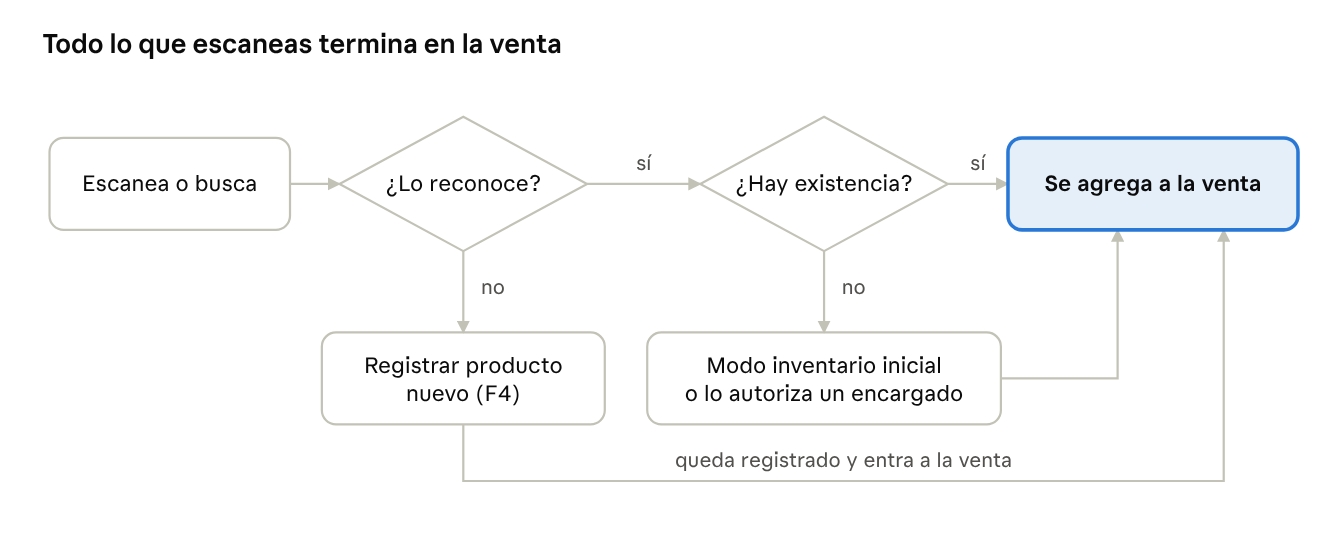 Todo lo que escaneas termina en la venta
Escanea o busca
¿Lo reconoce?
sí
¿Hay existencia?
sí
Se agrega a la venta
no
no
Registrar producto
nuevo (F4)
Modo inventario inicial
o lo autoriza un encargado
queda registrado y entra a la venta